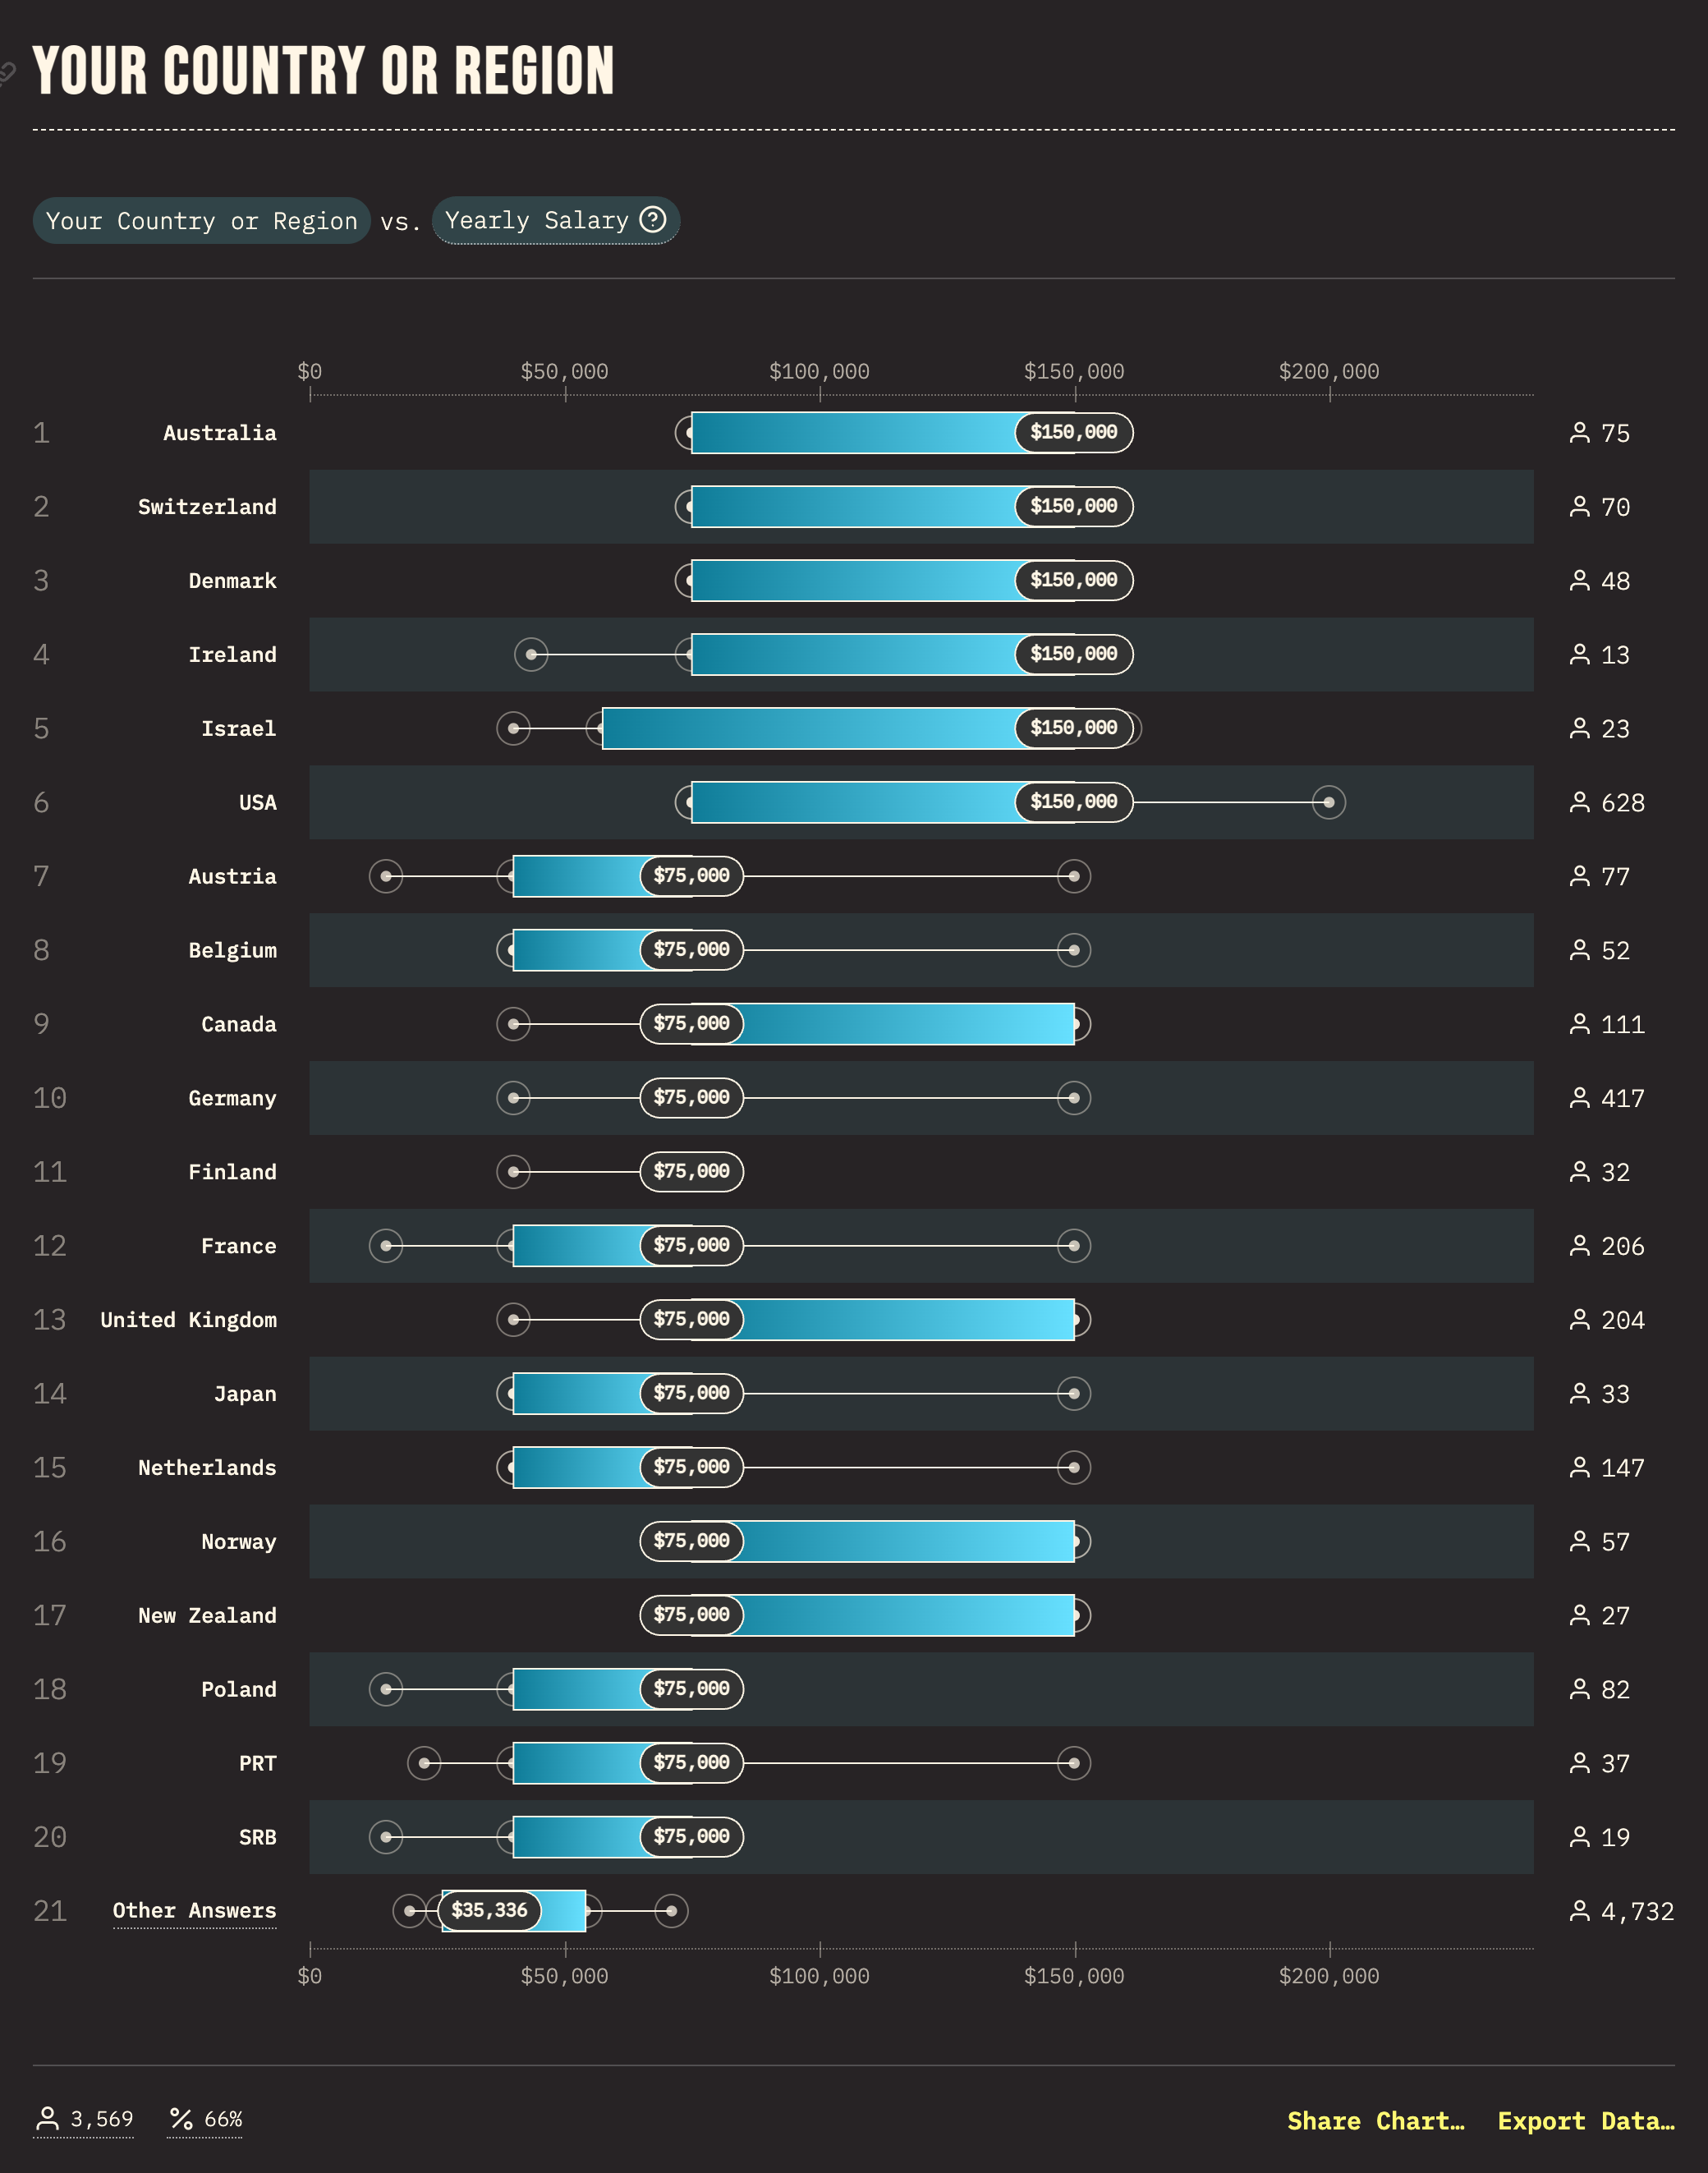 YOUR COUNTRY OR REGION
Your Country or Region vs. Yearly Salary ?
$0 $50,000 $100,000 $150,000 $200,000
1 Australia $150,000 75
2 Switzerland $150,000 70
3 Denmark $150,000 48
4 Ireland $150,000 13
5 Israel $150,000 23
6 USA $150,000 628
7 Austria $75,000 77
8 Belgium $75,000 52
9 Canada $75,000 111
10 Germany $75,000 417
11 Finland $75,000 32
12 France $75,000 206
13 United Kingdom $75,000 204
14 Japan $75,000 33
15 Netherlands $75,000 147
16 Norway $75,000 57
17 New Zealand $75,000 27
18 Poland $75,000 82
19 PRT $75,000 37
20 SRB $75,000 19
21 Other Answers $35,336 4,732
$0 $50,000 $100,000 $150,000 $200,000
3,569 % 66% Share Chart… Export Data…